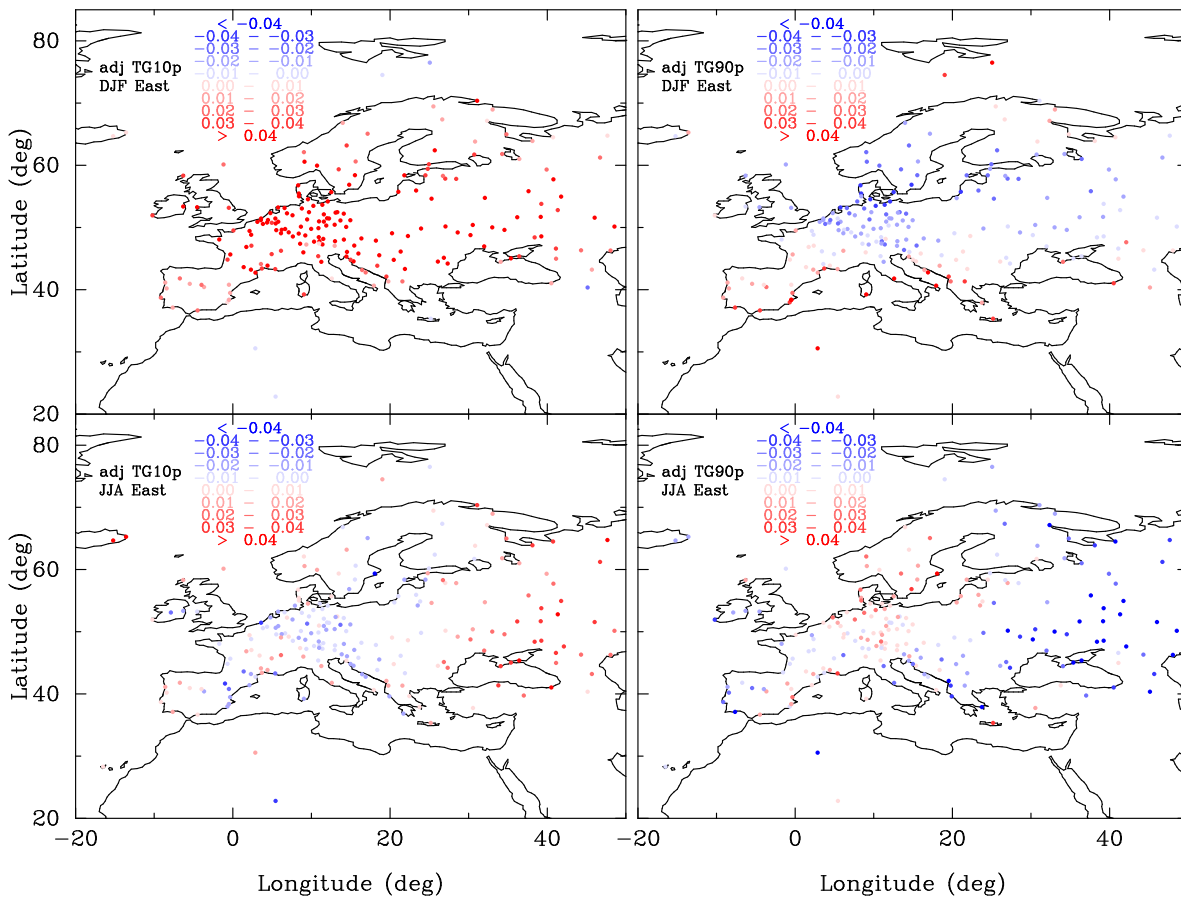 < -0.04
-0.04 - -0.03
-0.03 - -0.02
-0.02 - -0.01
-0.01 - 0.00
0.00 - 0.01
0.01 - 0.02
0.02 - 0.03
0.03 - 0.04
> 0.04
adj TG10p
DJF East
< -0.04
-0.04 - -0.03
-0.03 - -0.02
-0.02 - -0.01
-0.01 - 0.00
0.00 - 0.01
0.01 - 0.02
0.02 - 0.03
0.03 - 0.04
> 0.04
adj TG90p
DJF East
80
60
40
20
Latitude (deg)
< -0.04
-0.04 - -0.03
-0.03 - -0.02
-0.02 - -0.01
-0.01 - 0.00
0.00 - 0.01
0.01 - 0.02
0.02 - 0.03
0.03 - 0.04
> 0.04
adj TG10p
JJA East
< -0.04
-0.04 - -0.03
-0.03 - -0.02
-0.02 - -0.01
-0.01 - 0.00
0.00 - 0.01
0.01 - 0.02
0.02 - 0.03
0.03 - 0.04
> 0.04
adj TG90p
JJA East
80
60
40
20
Latitude (deg)
-20 0 20 40
0 20 40
Longitude (deg)
Longitude (deg)